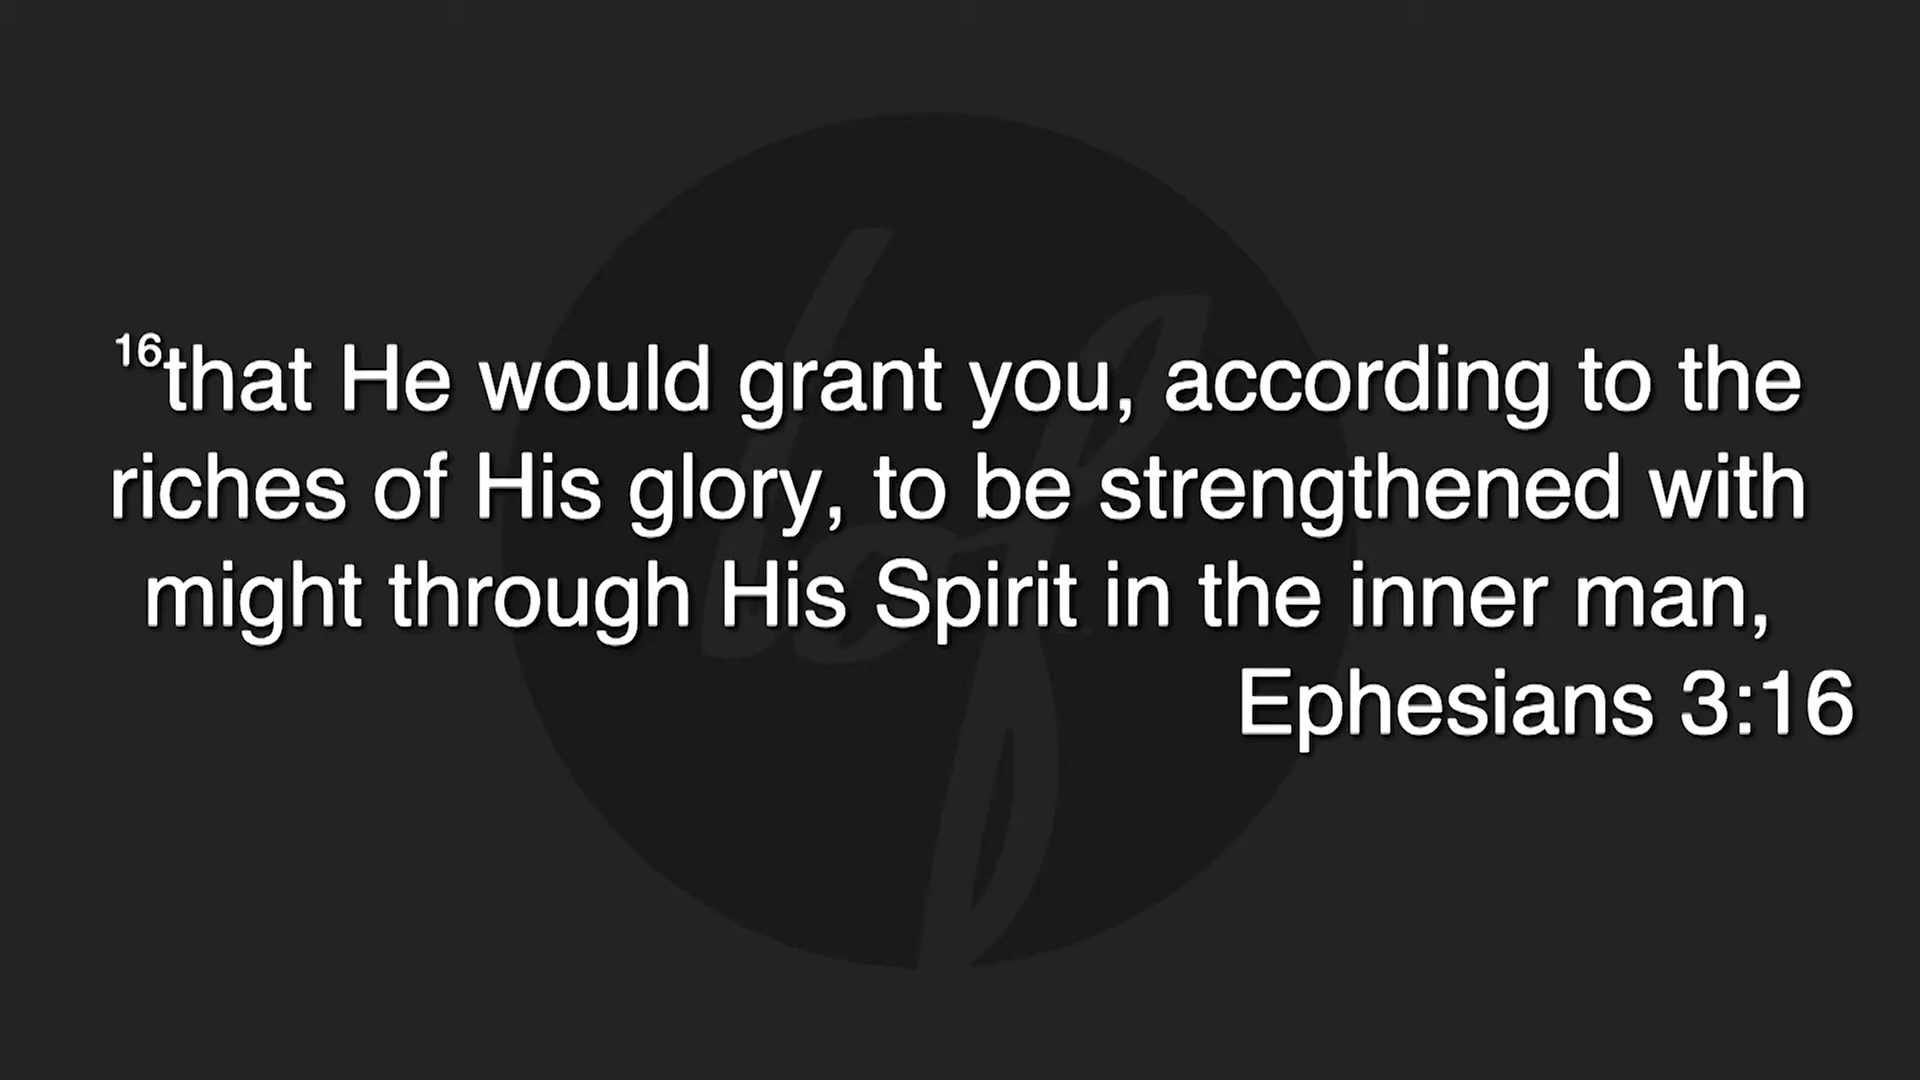 16that He would grant you, according to the
riches of His glory, to be strengthened with
might through His Spirit in the inner man,
Ephesians 3:16
lof